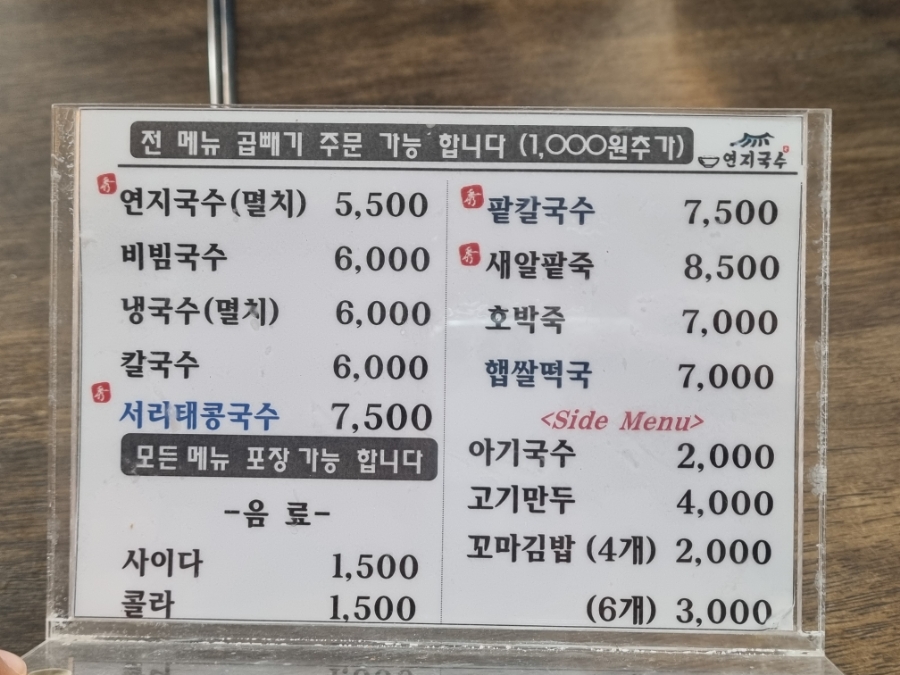 전 메뉴 곱빼기 주문 가능 합니다 (1,000원추가)
연지국수
연지국수(멸치) 5,500
비빔국수 6,000
냉국수(멸치) 6,000
칼국수 6,000
서리태콩국수 7,500
모든 메뉴 포장 가능 합니다
-음 료-
사이다 1,500
콜라 1,500
팥칼국수 7,500
새알팥죽 8,500
호박죽 7,000
햅쌀떡국 7,000
<Side Menu>
아기국수 2,000
고기만두 4,000
꼬마김밥 (4개) 2,000
(6개) 3,000